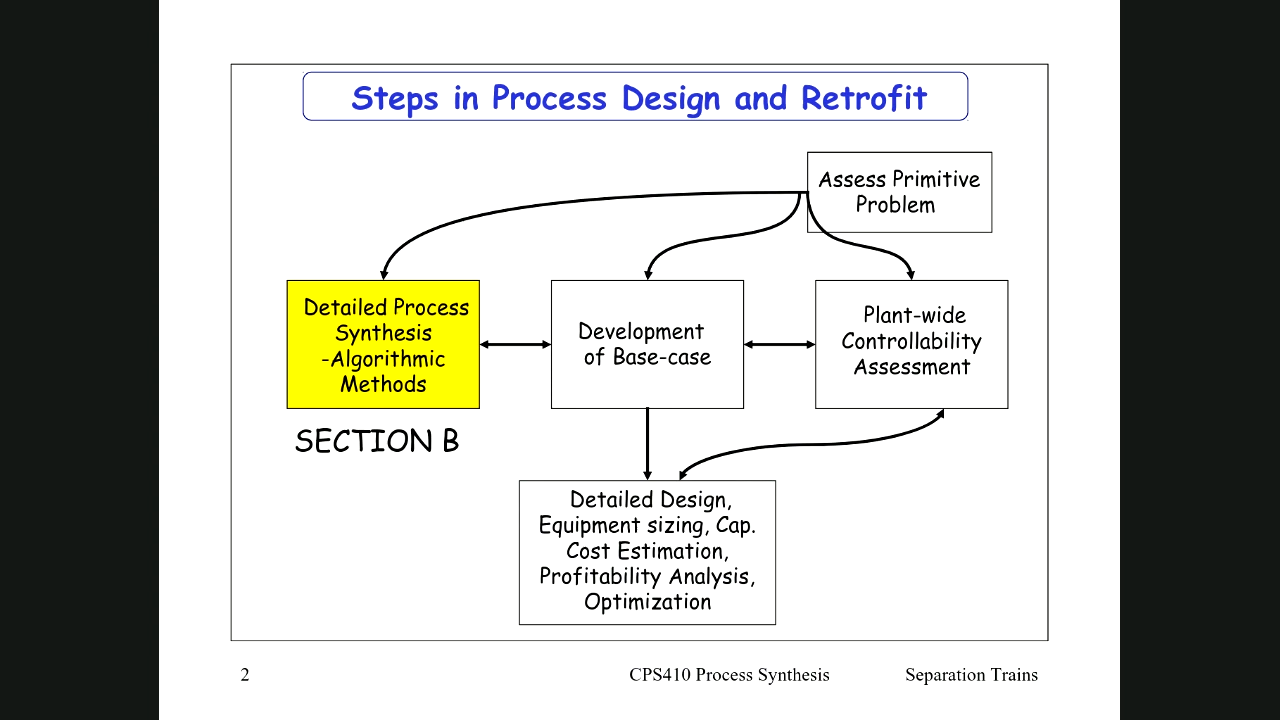 Steps in Process Design and Retrofit
Assess Primitive
Problem
Detailed Process
Synthesis
-Algorithmic
Methods
Development
of Base-case
Plant-wide
Controllability
Assessment
SECTION B
Detailed Design,
Equipment sizing, Cap.
Cost Estimation,
Profitability Analysis,
Optimization
2
CPS410 Process Synthesis
Separation Trains